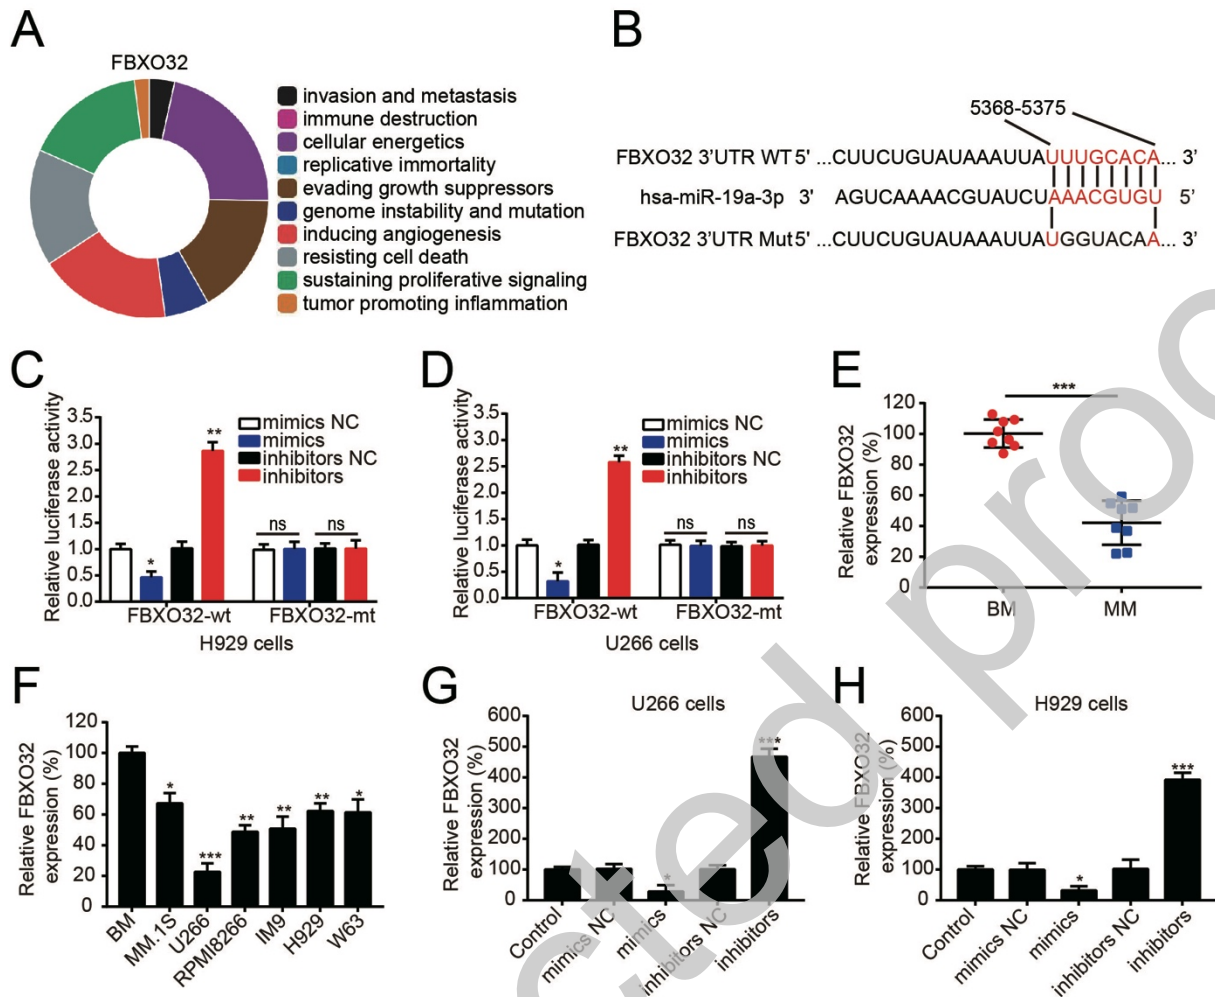 A
FBXO32
invasion and metastasis
immune destruction
cellular energetics
replicative immortality
evading growth suppressors
genome instability and mutation
inducing angiogenesis
resisting cell death
sustaining proliferative signaling
tumor promoting inflammation
B
5368-5375
FBXO32 3'UTR WT 5' ...CUUCUGUAUAAAUUAUUUGCACA... 3'
hsa-miR-19a-3p 3' AGUCAAAACGUAUCUAAACGUGU 5'
FBXO32 3'UTR Mut 5' ...CUUCUGUAUAAAUUAUGGUACAA... 3'
C
Relative luciferase activity
3.5
3.0
2.5
2.0
1.5
1.0
0.5
0.0
mimics NC
mimics
inhibitors NC
inhibitors
*
**
ns
ns
FBXO32-wt
FBXO32-mt
H929 cells
D
Relative luciferase activity
3.5
3.0
2.5
2.0
1.5
1.0
0.5
0.0
mimics NC
mimics
inhibitors NC
inhibitors
*
**
ns
ns
FBXO32-wt
FBXO32-mt
U266 cells
E
Relative FBXO32
expression (%)
120
100
80
60
40
20
0
***
BM
MM
F
Relative FBXO32
expression (%)
120
100
80
60
40
20
0
*
***
**
**
**
*
BM
MM.1S
U266
RPMI8266
IM9
H929
W63
G
U266 cells
Relative FBXO32
expression (%)
600
500
400
300
200
100
0
*
***
Control
mimics NC
mimics
inhibitors NC
inhibitors
H
H929 cells
Relative FBXO32
expression (%)
600
500
400
300
200
100
0
*
***
Control
mimics NC
mimics
inhibitors NC
inhibitors
cted proo